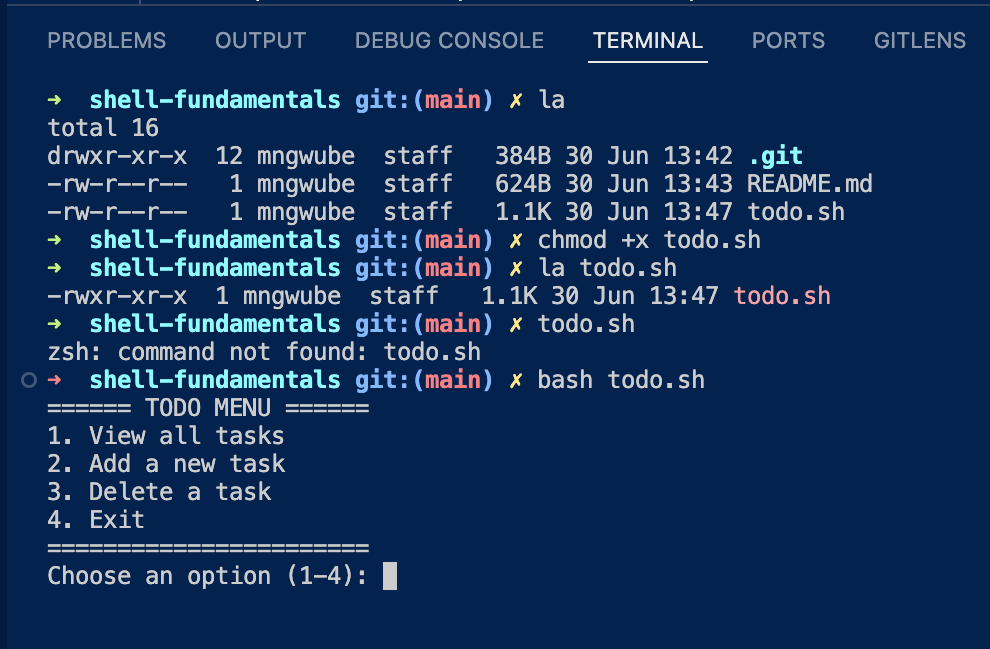 PROBLEMS OUTPUT DEBUG CONSOLE TERMINAL PORTS GITLENS
➜ shell-fundamentals git:(main) ✗ la
total 16
drwxr-xr-x 12 mngwube staff 384B 30 Jun 13:42 .git
-rw-r--r-- 1 mngwube staff 624B 30 Jun 13:43 README.md
-rw-r--r-- 1 mngwube staff 1.1K 30 Jun 13:47 todo.sh
➜ shell-fundamentals git:(main) ✗ chmod +x todo.sh
➜ shell-fundamentals git:(main) ✗ la todo.sh
-rwxr-xr-x 1 mngwube staff 1.1K 30 Jun 13:47 todo.sh
➜ shell-fundamentals git:(main) ✗ todo.sh
zsh: command not found: todo.sh
➜ shell-fundamentals git:(main) ✗ bash todo.sh
====== TODO MENU ======
1. View all tasks
2. Add a new task
3. Delete a task
4. Exit
=======================
Choose an option (1-4):